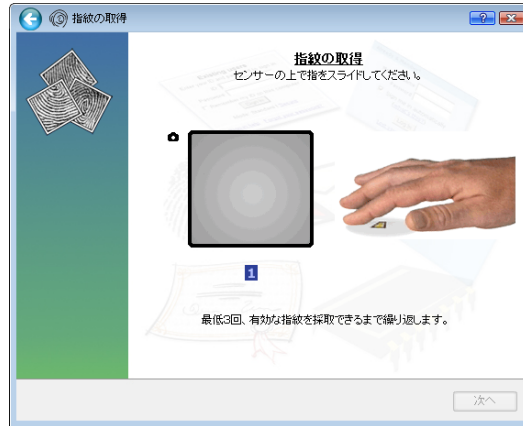 指紋の取得
指紋の取得
センサーの上で指をスライドしてください。
1
最低3回、有効な指紋を採取できるまで繰り返します。
次へ